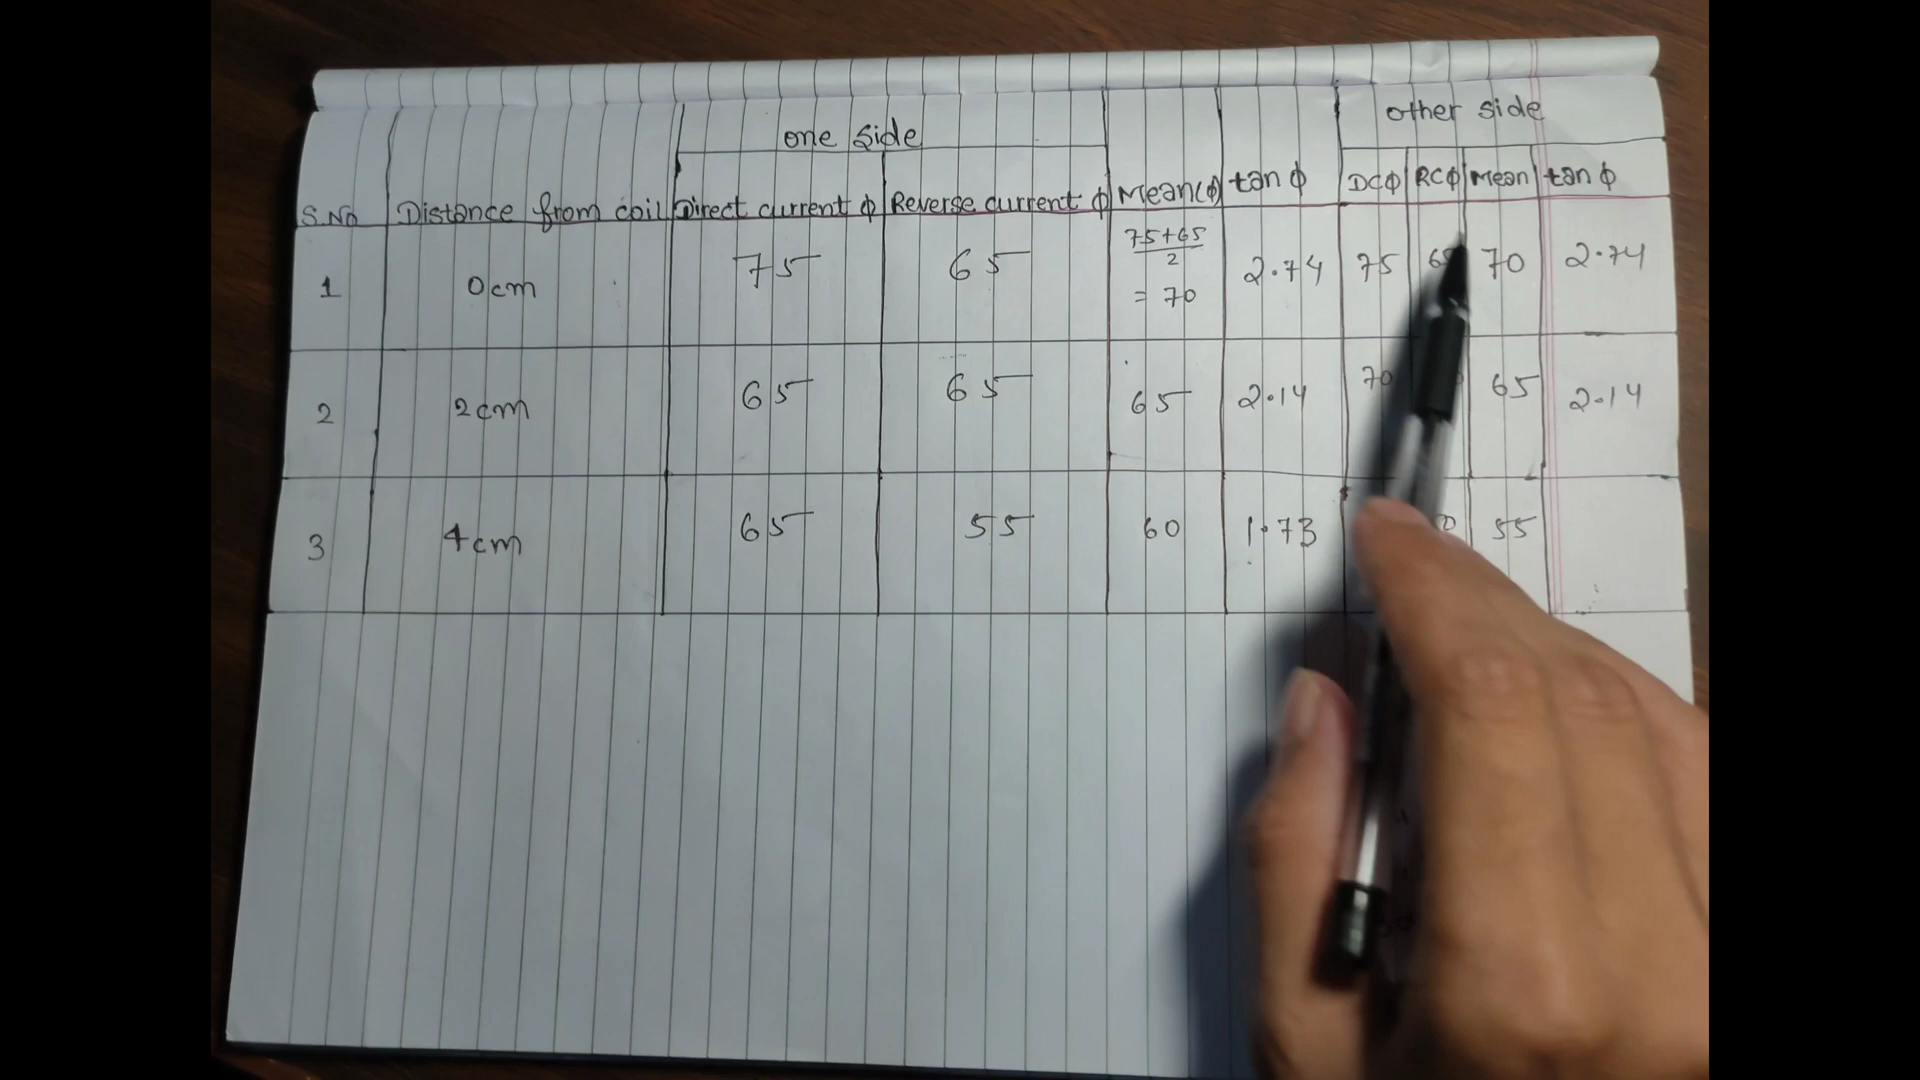 one side
other side
S.No Distance from coil Direct current ϕ Reverse current ϕ Mean(ϕ) tan ϕ DCϕ RCϕ Mean tan ϕ
1 0cm 75 65 75+65/2 = 70 2.74 75 65 70 2.74
2 2cm 65 65 65 2.14 70 65 2.14
3 4cm 65 55 60 1.73 55